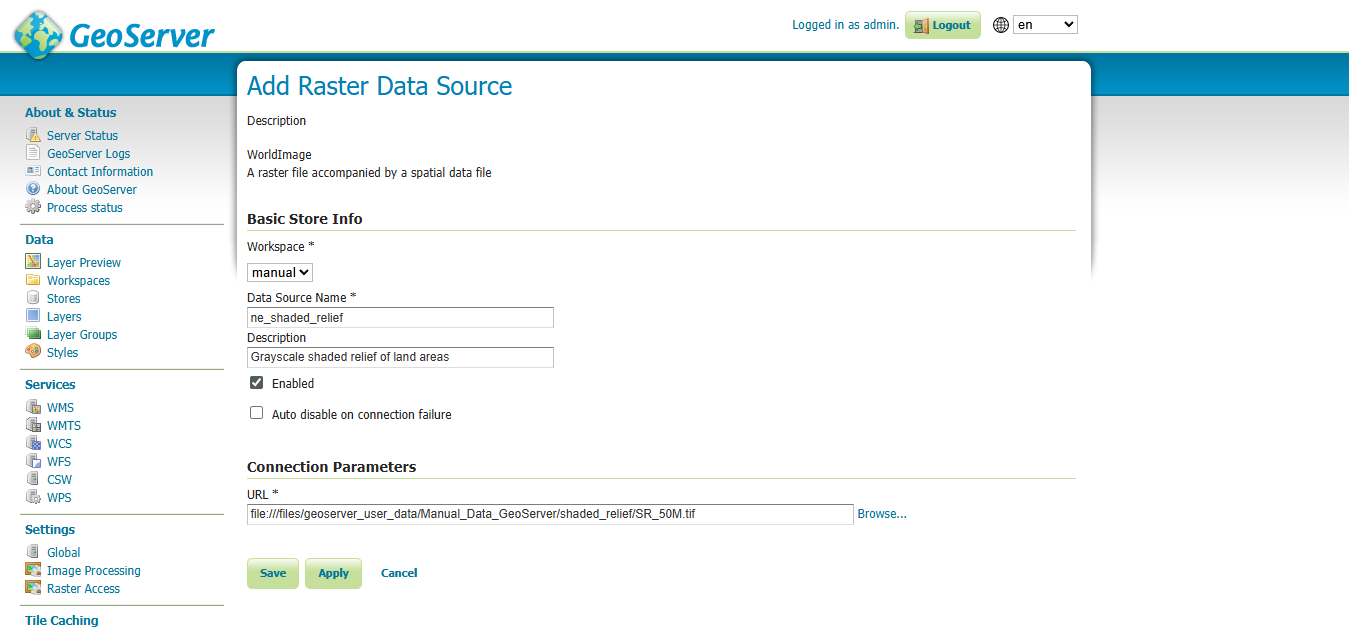 GeoServer
Logged in as admin.
Logout
en
About & Status
Server Status
GeoServer Logs
Contact Information
About GeoServer
Process status
Data
Layer Preview
Workspaces
Stores
Layers
Layer Groups
Styles
Services
WMS
WMTS
WCS
WFS
CSW
WPS
Settings
Global
Image Processing
Raster Access
Tile Caching
Add Raster Data Source
Description
WorldImage
A raster file accompanied by a spatial data file
Basic Store Info
Workspace *
manual
Data Source Name *
ne_shaded_relief
Description
Grayscale shaded relief of land areas
Enabled
Auto disable on connection failure
Connection Parameters
URL *
file:///files/geoserver_user_data/Manual_Data_GeoServer/shaded_relief/SR_50M.tif Browse...
Save Apply Cancel